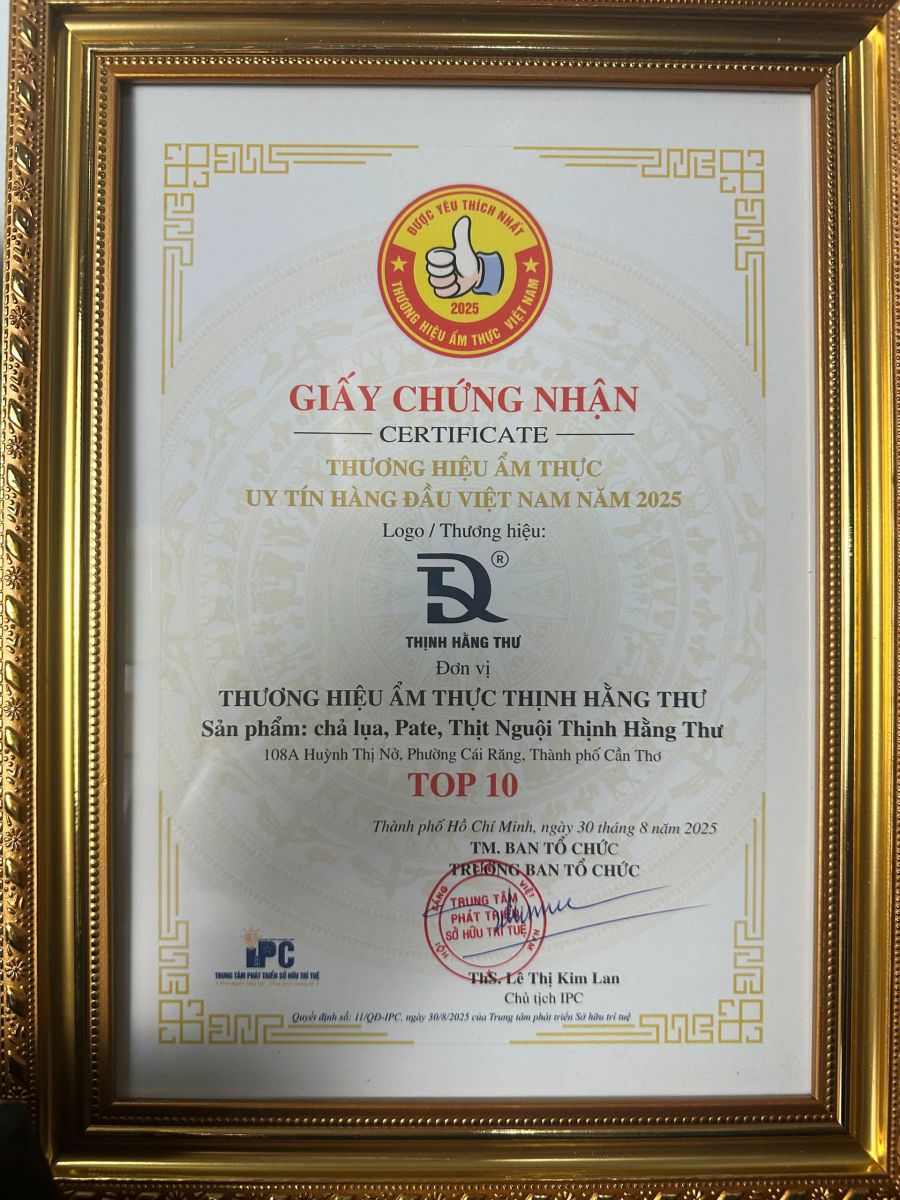 ĐƯỢC YÊU THÍCH NHẤT
2025
THƯƠNG HIỆU ẨM THỰC VIỆT NAM
GIẤY CHỨNG NHẬN
CERTIFICATE
THƯƠNG HIỆU ẨM THỰC
UY TÍN HÀNG ĐẦU VIỆT NAM NĂM 2025
Logo / Thương hiệu:
®
THỊNH HẰNG THƯ
Đơn vị
THƯƠNG HIỆU ẨM THỰC THỊNH HẰNG THƯ
Sản phẩm: chả lụa, Pate, Thịt Nguội Thịnh Hằng Thư
108A Huỳnh Thị Nở, Phường Cái Răng, Thành phố Cần Thơ
TOP 10
Thành phố Hồ Chí Minh, ngày 30 tháng 8 năm 2025
TM. BAN TỔ CHỨC
TRƯỞNG BAN TỔ CHỨC
HỘI SÁNG VIỆT NAM
TRUNG TÂM
PHÁT TRIỂN
SỞ HỮU TRÍ TUỆ
IPC
TRUNG TÂM PHÁT TRIỂN SỞ HỮU TRÍ TUỆ
ThS. Lê Thị Kim Lan
Chủ tịch IPC
Quyết định số: 11/QĐ-IPC, ngày 30/8/2025 của Trung tâm phát triển Sở hữu trí tuệ